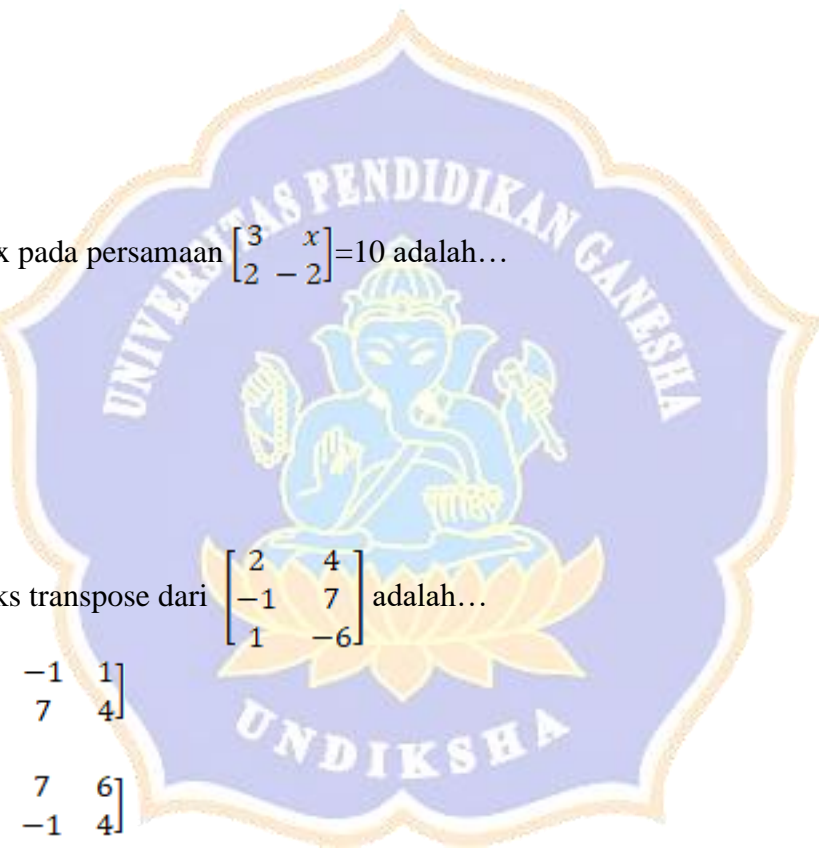 UNIVERSITAS PENDIDIKAN GANESHA
x pada persamaan [3 x
2 − 2]=10 adalah…
ks transpose dari [2 4
−1 7
1 −6] adalah…
−1 1]
7 4]
UNDIKSHA
7 6]
−1 4]